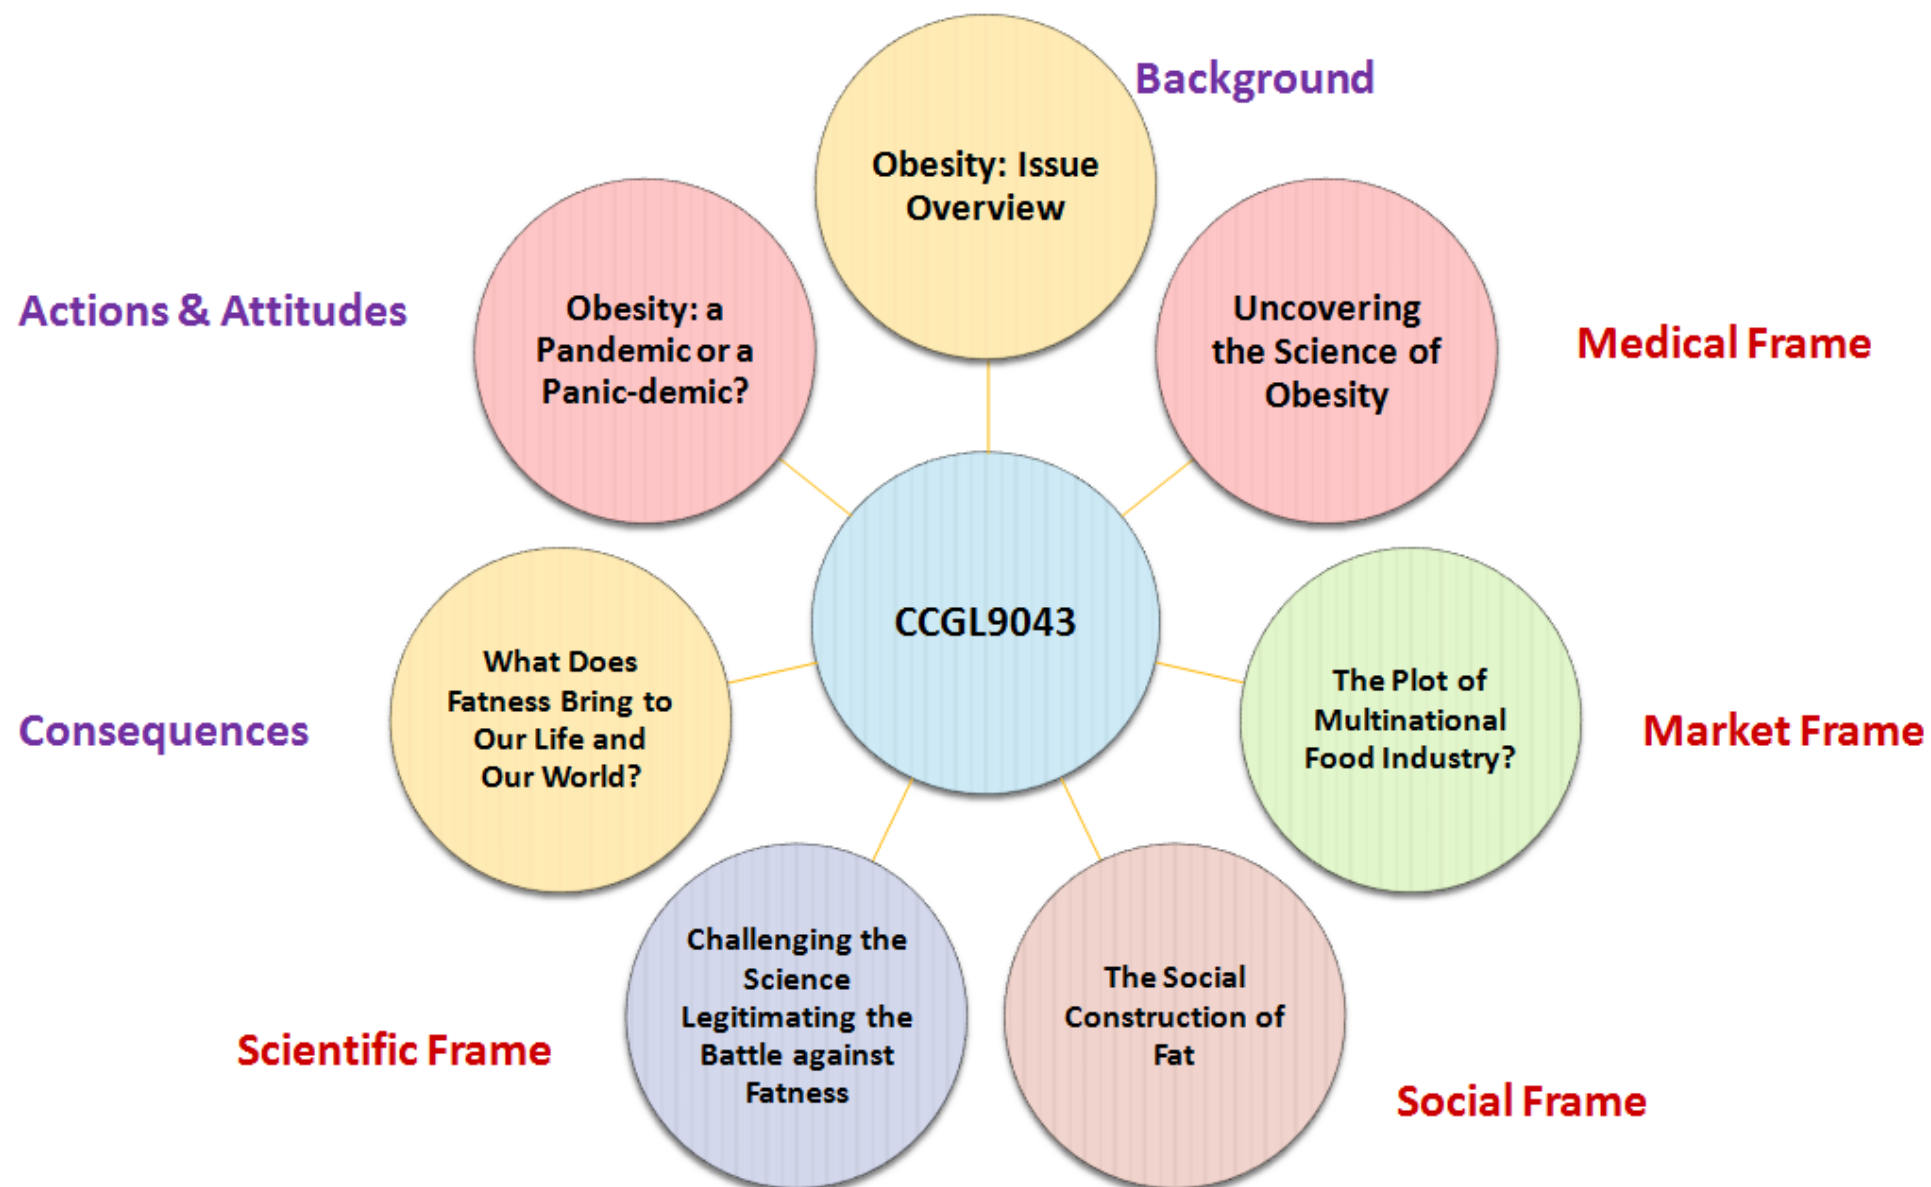 Background
Obesity: Issue
Overview
Actions & Attitudes
Obesity: a
Pandemic or a
Panic-demic?
Uncovering
the Science of
Obesity
Medical Frame
CCGL9043
Consequences
What Does
Fatness Bring to
Our Life and
Our World?
The Plot of
Multinational
Food Industry?
Market Frame
Scientific Frame
Challenging the
Science
Legitimating the
Battle against
Fatness
The Social
Construction of
Fat
Social Frame